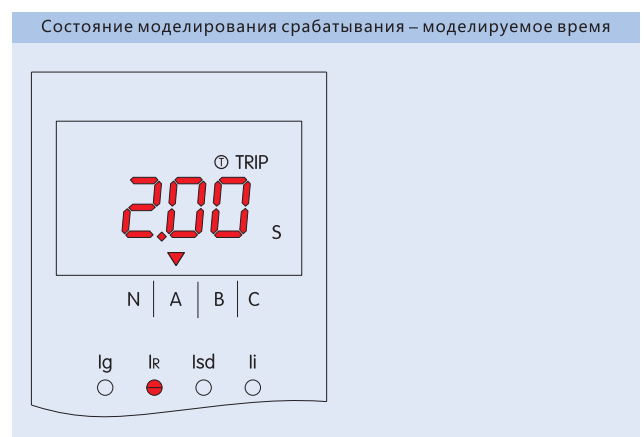 Состояние моделирования срабатывания – моделируемое время
Ⓣ TRIP
2.00 S
N A B C
Ig IR Isd Ii